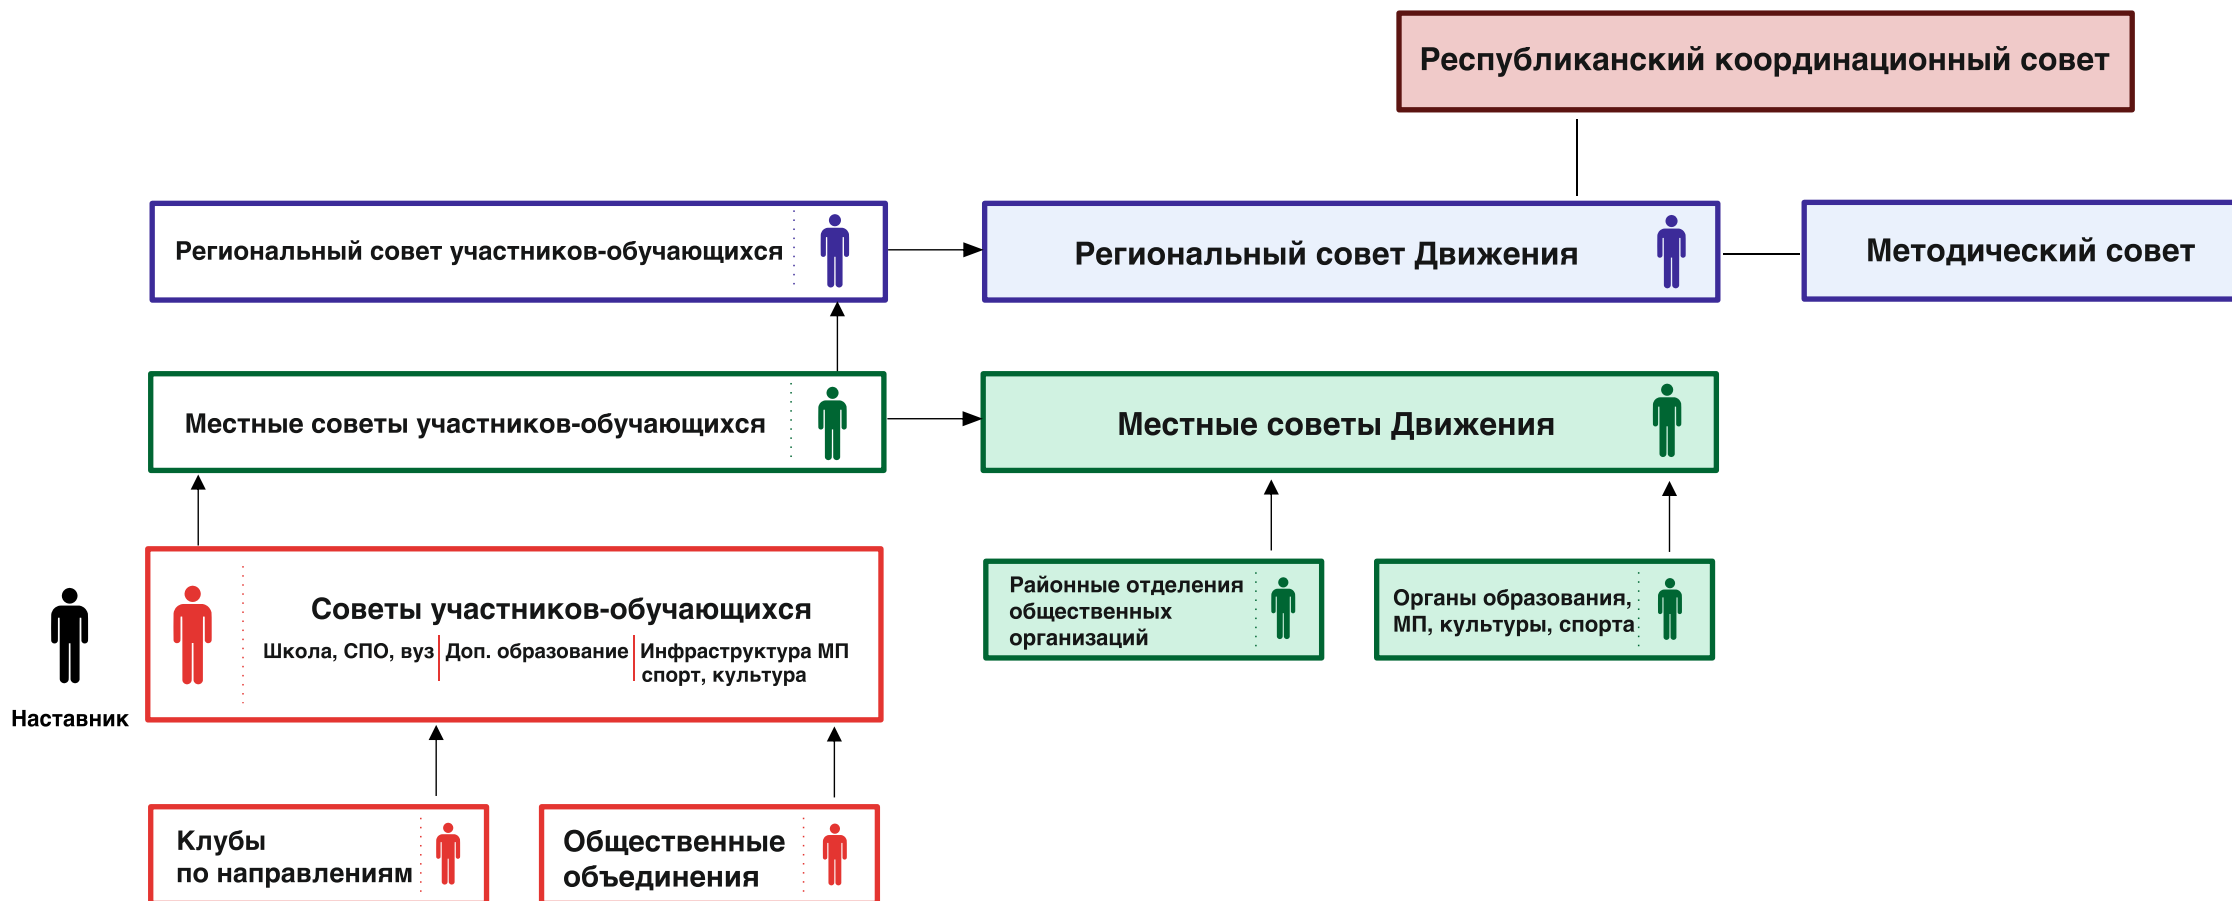 Республиканский координационный совет
Региональный совет участников-обучающихся
Региональный совет Движения
Методический совет
Местные советы участников-обучающихся
Местные советы Движения
Наставник
Советы участников-обучающихся
Школа, СПО, вуз
Доп. образование
Инфраструктура МП
спорт, культура
Районные отделения
общественных
организаций
Органы образования,
МП, культуры, спорта
Клубы
по направлениям
Общественные
объединения